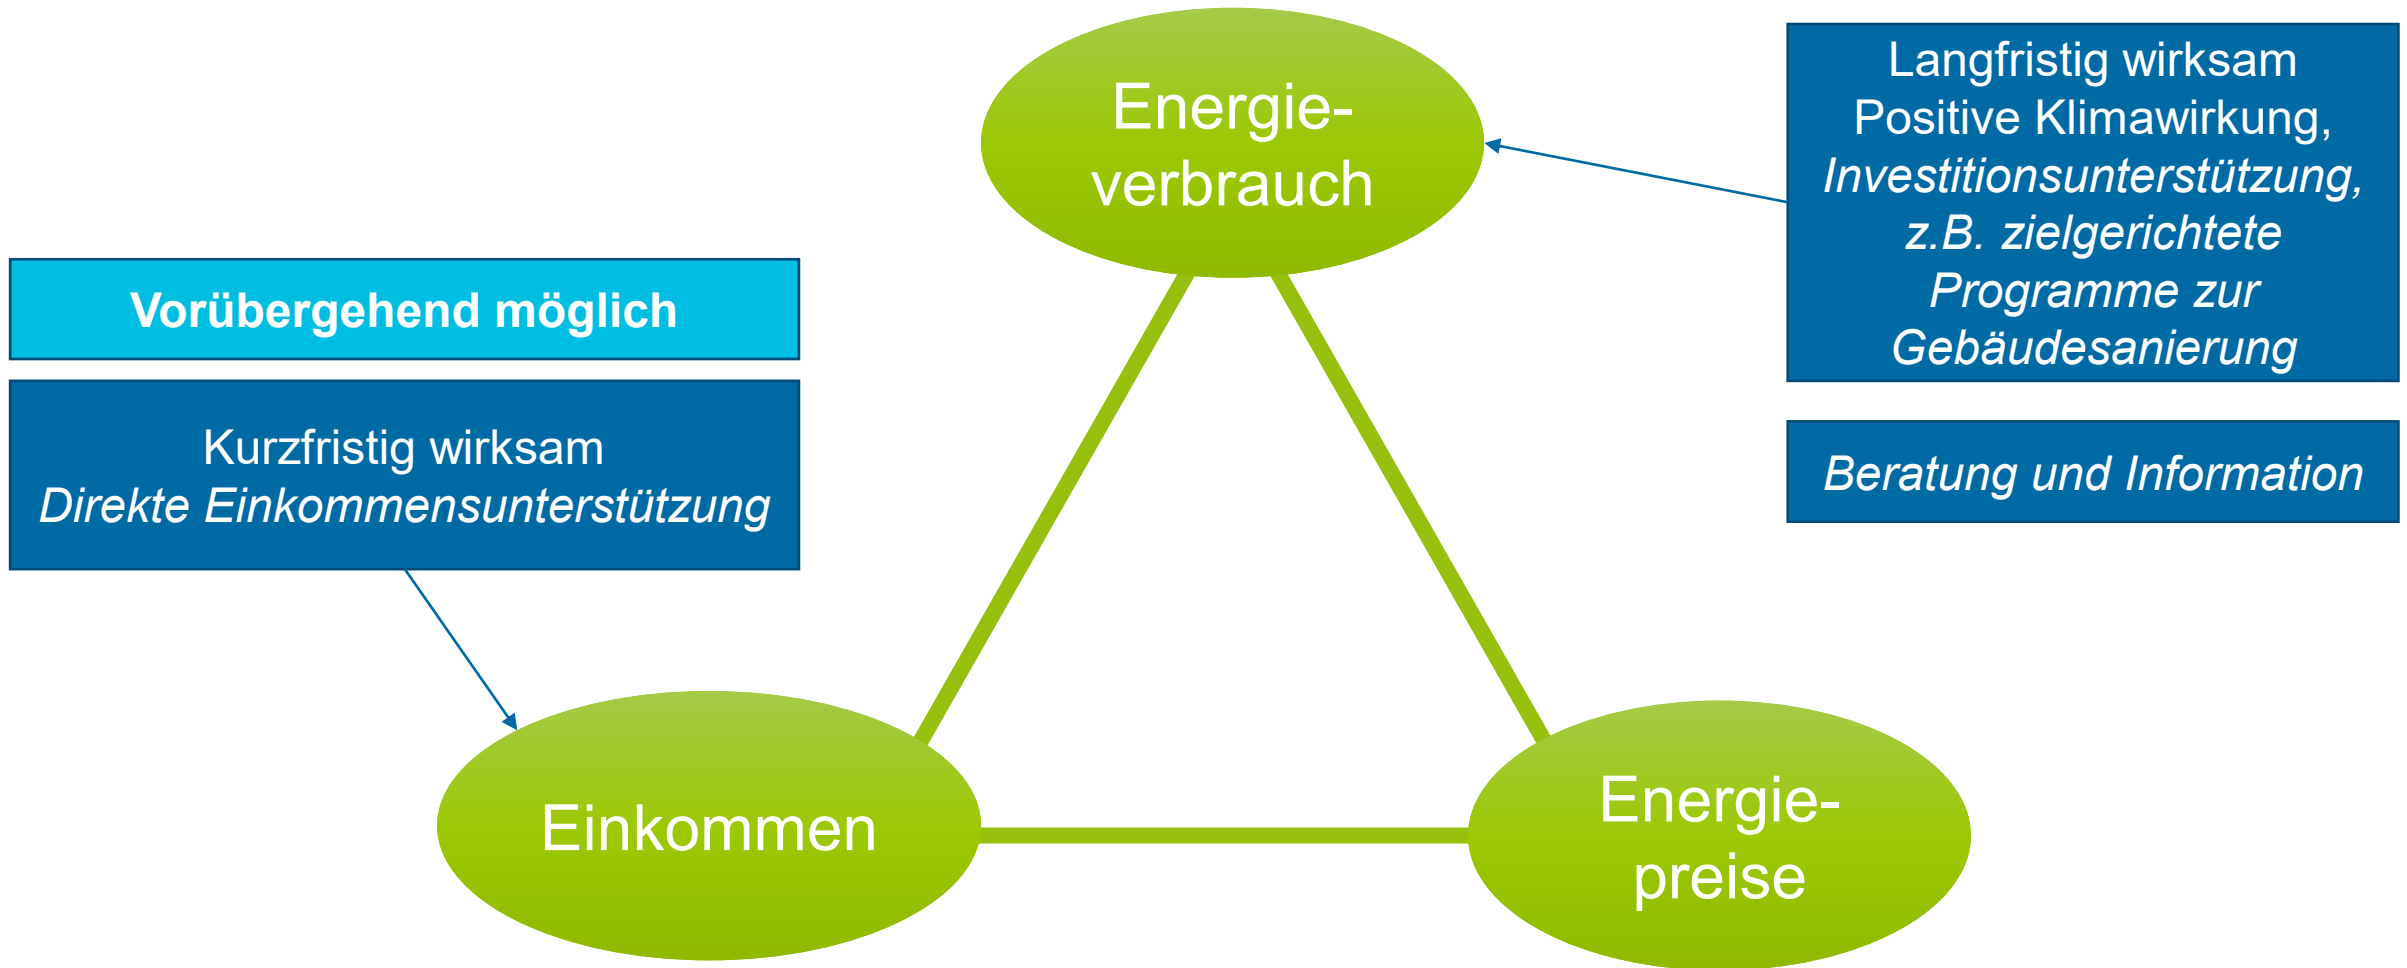 Energie-
verbrauch
Langfristig wirksam
Positive Klimawirkung,
Investitionsunterstützung,
z.B. zielgerichtete
Programme zur
Gebäudesanierung
Beratung und Information
Vorübergehend möglich
Kurzfristig wirksam
Direkte Einkommensunterstützung
Einkommen
Energie-
preise